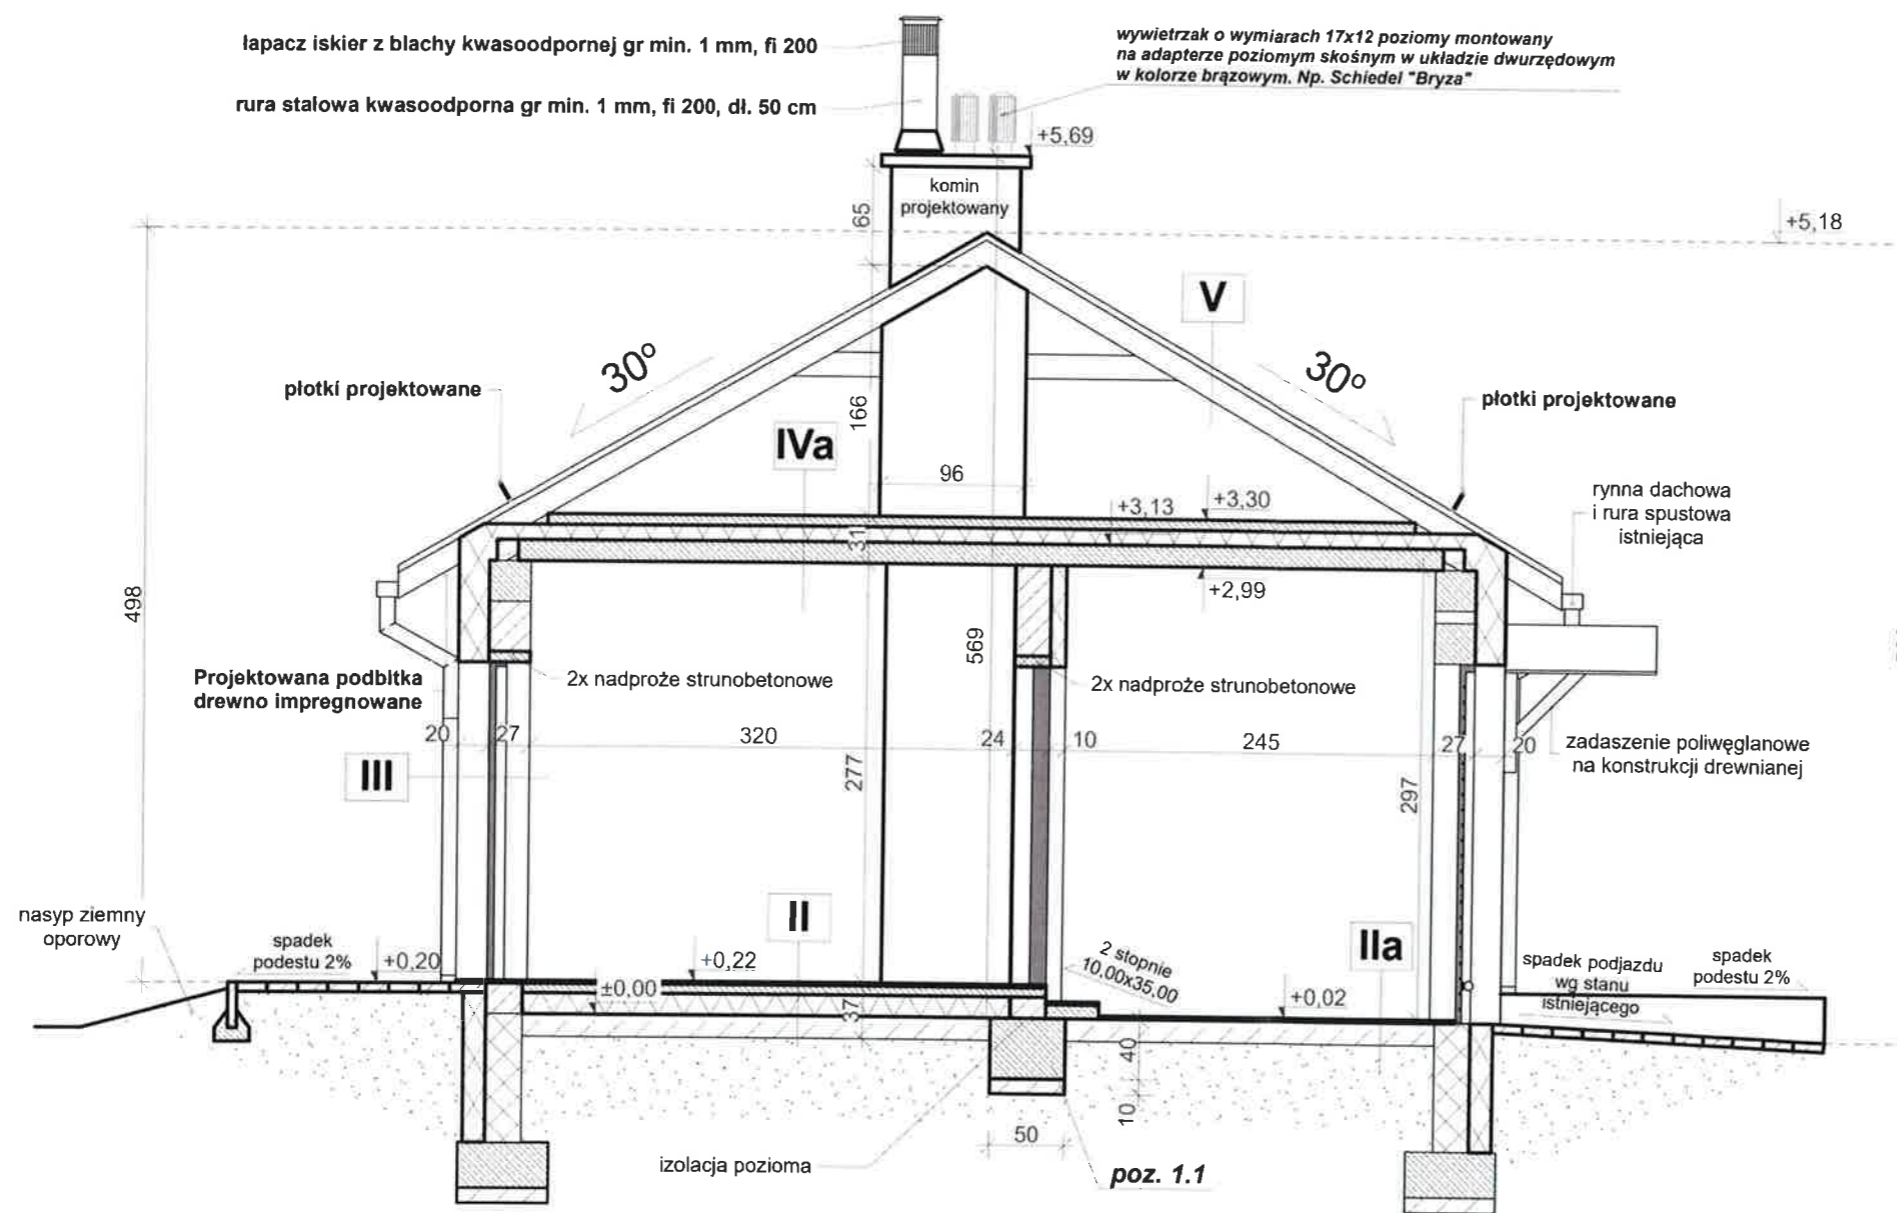 łapacz iskier z blachy kwasoodpornej gr min. 1 mm, fi 200
rura stalowa kwasoodporna gr min. 1 mm, fi 200, dł. 50 cm
wywietrzak o wymiarach 17x12 poziomy montowany
na adapterze poziomym skośnym w układzie dwurzędowym
w kolorze brązowym. Np. Schiedel "Bryza"
+5,69
komin
projektowany
65
+5,18
V
30º
30º
płotki projektowane
płotki projektowane
166
IVa
96
+3,13
+3,30
rynna dachowa
i rura spustowa
istniejąca
31
+2,99
498
569
Projektowana podbitka
drewno impregnowane
2x nadproże strunobetonowe
2x nadproże strunobetonowe
20
27
320
24
10
245
27
20
zadaszenie poliwęglanowe
na konstrukcji drewnianej
III
277
297
nasyp ziemny
oporowy
spadek
podestu 2%
+0,20
+0,22
II
±0,00
37
2 stopnie
10,00x35,00
IIa
+0,02
spadek podjazdu
wg stanu
istniejącego
spadek
podestu 2%
40
10
50
izolacja pozioma
poz. 1.1